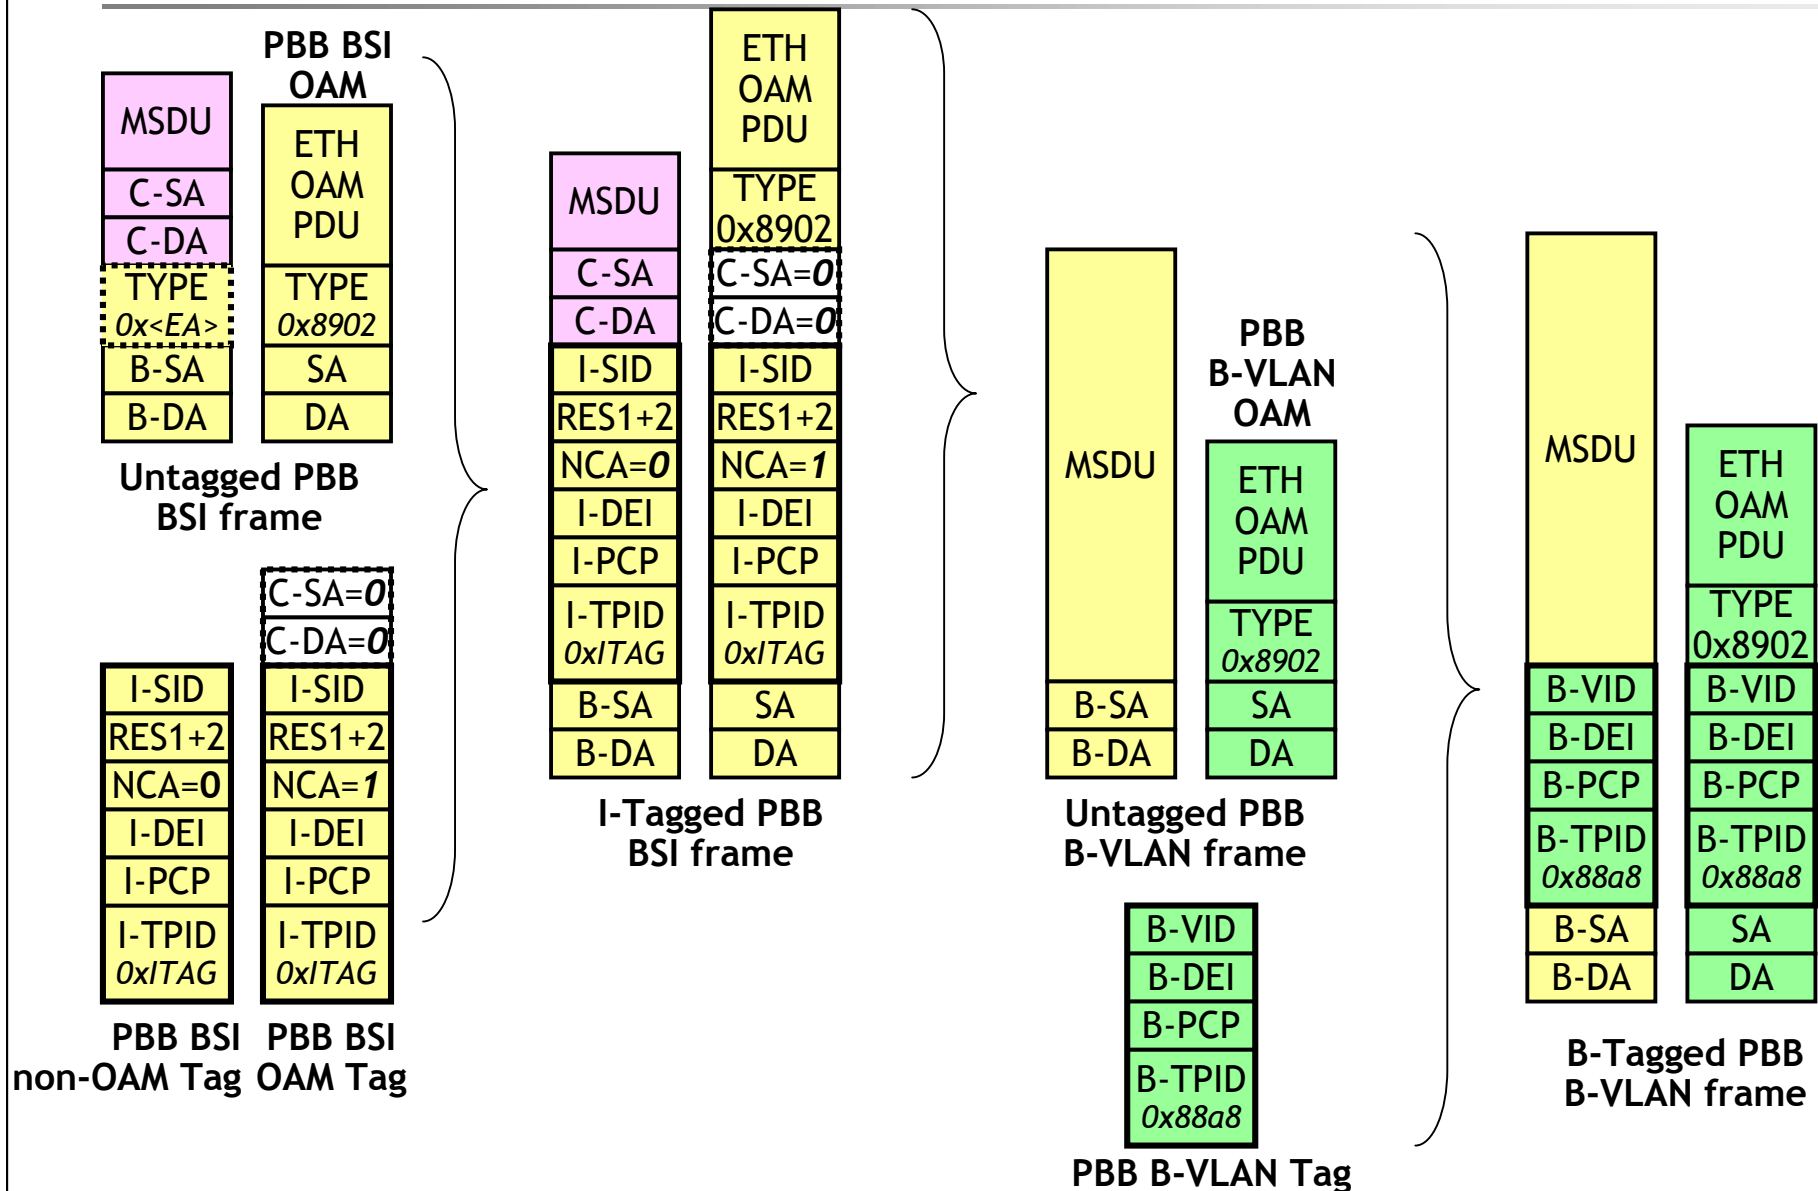 PBB BSI
OAM
MSDU
C-SA
C-DA
TYPE
0x<EA>
B-SA
B-DA
ETH
OAM
PDU
TYPE
0x8902
SA
DA
Untagged PBB
BSI frame
I-SID
RES1+2
NCA=0
I-DEI
I-PCP
I-TPID
0xITAG
PBB BSI
non-OAM Tag
C-SA=0
C-DA=0
I-SID
RES1+2
NCA=1
I-DEI
I-PCP
I-TPID
0xITAG
PBB BSI
OAM Tag
MSDU
C-SA
C-DA
I-SID
RES1+2
NCA=0
I-DEI
I-PCP
I-TPID
0xITAG
B-SA
B-DA
ETH
OAM
PDU
TYPE
0x8902
C-SA=0
C-DA=0
I-SID
RES1+2
NCA=1
I-DEI
I-PCP
I-TPID
0xITAG
SA
DA
I-Tagged PBB
BSI frame
MSDU
B-SA
B-DA
PBB
B-VLAN
OAM
ETH
OAM
PDU
TYPE
0x8902
SA
DA
Untagged PBB
B-VLAN frame
B-VID
B-DEI
B-PCP
B-TPID
0x88a8
PBB B-VLAN Tag
MSDU
B-VID
B-DEI
B-PCP
B-TPID
0x88a8
B-SA
B-DA
ETH
OAM
PDU
TYPE
0x8902
B-VID
B-DEI
B-PCP
B-TPID
0x88a8
SA
DA
B-Tagged PBB
B-VLAN frame